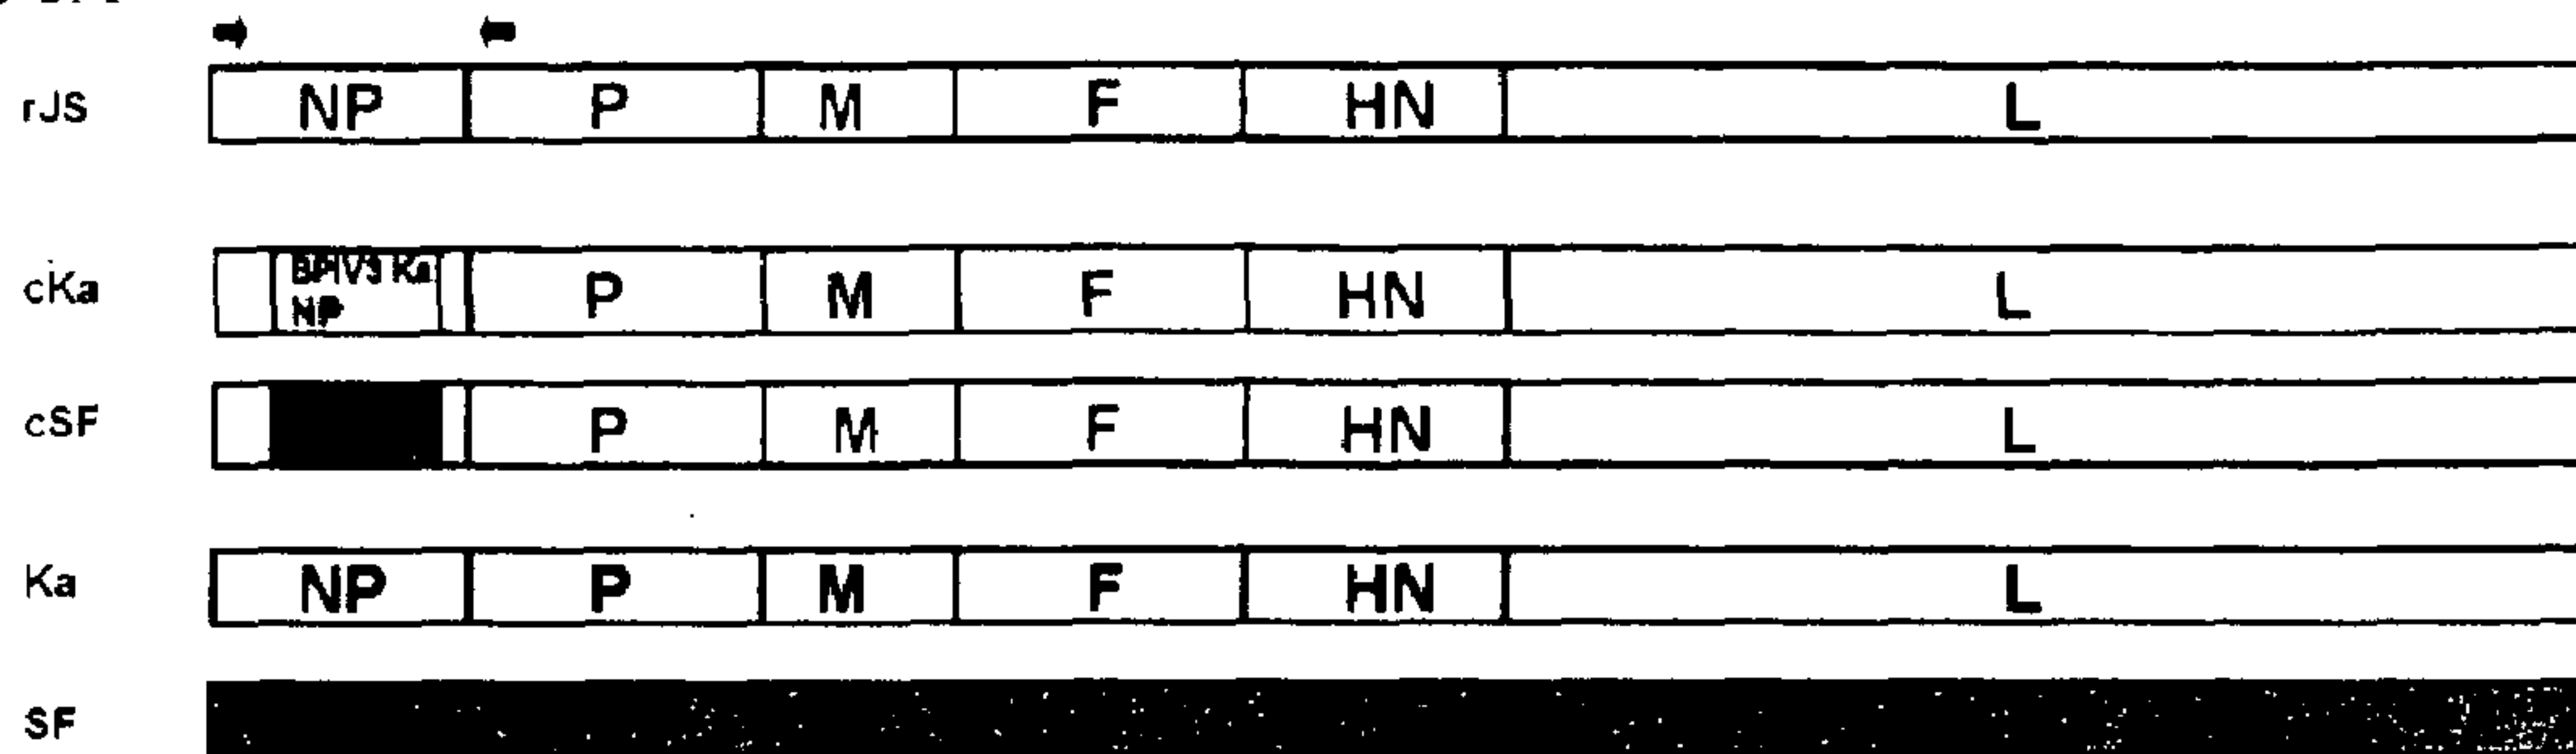 rJS NP P M F HN L
cKa BPIV3 Ka NP P M F HN L
cSF P M F HN L
Ka NP P M F HN L
SF